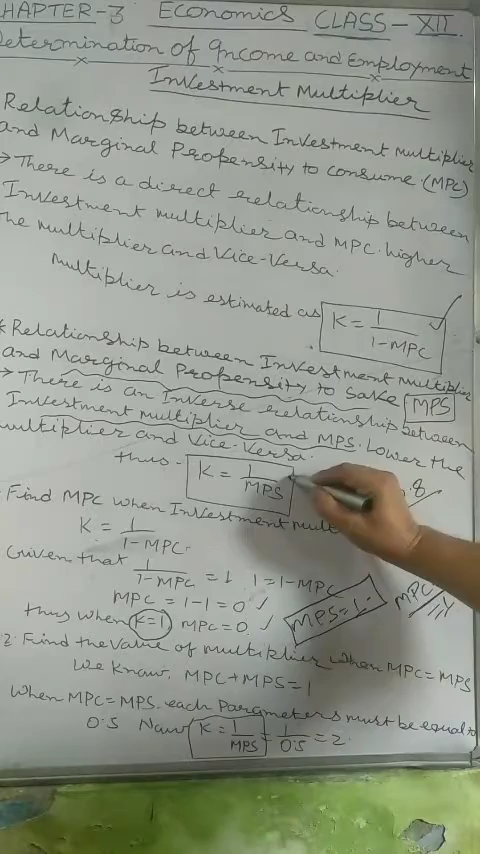 HAPTER-3 Economics CLASS-XII.
Determination of Income and Employment
Investment Multiplier
Relationship between Investment multiplier
and Marginal Propensity to consume.(MPC)
→ There is a direct relationship between
Investment multiplier and MPC. higher
the multiplier and Vice-Versa.
Multiplier is estimated as K = 1/1-MPC
* Relationship between Investment Multiplier
and Marginal Propensity to Sake MPS
→ There is an Inverse relationship between
Investment multiplier and MPS. Lower the
multiplier and Vice-Versa.
thus - K = 1/MPS
Find MPC when Investment mult
K = 1/1-MPC.
Given that 1/1-MPC = 1 1=1-MPC
MPC = 1-1=0 ✓
thus when K=1 MPC=0 ✓ MPS=1-
MPC
2. Find the value of multiplier when MPC=MPS
We know. MPC+MPS=1
When MPC=MPS. each Parameters must be equal to
0.5 Now K = 1/MPS = 1/0.5 = 2.